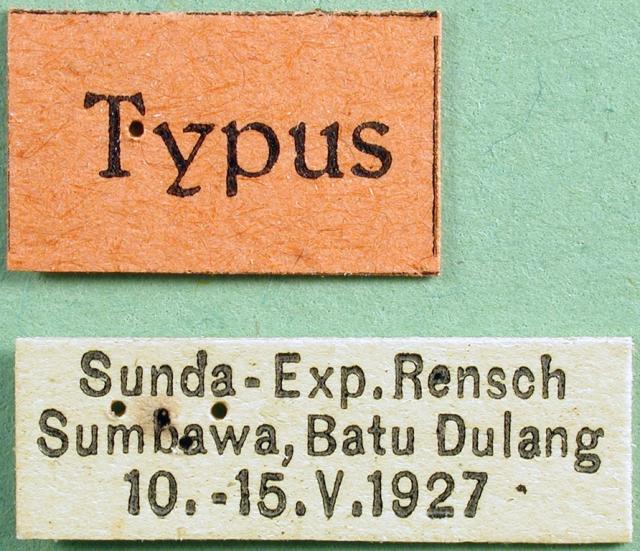 Typus
Sunda-Exp. Rensch
Sumbawa, Batu Dulang
10.-15.V.1927